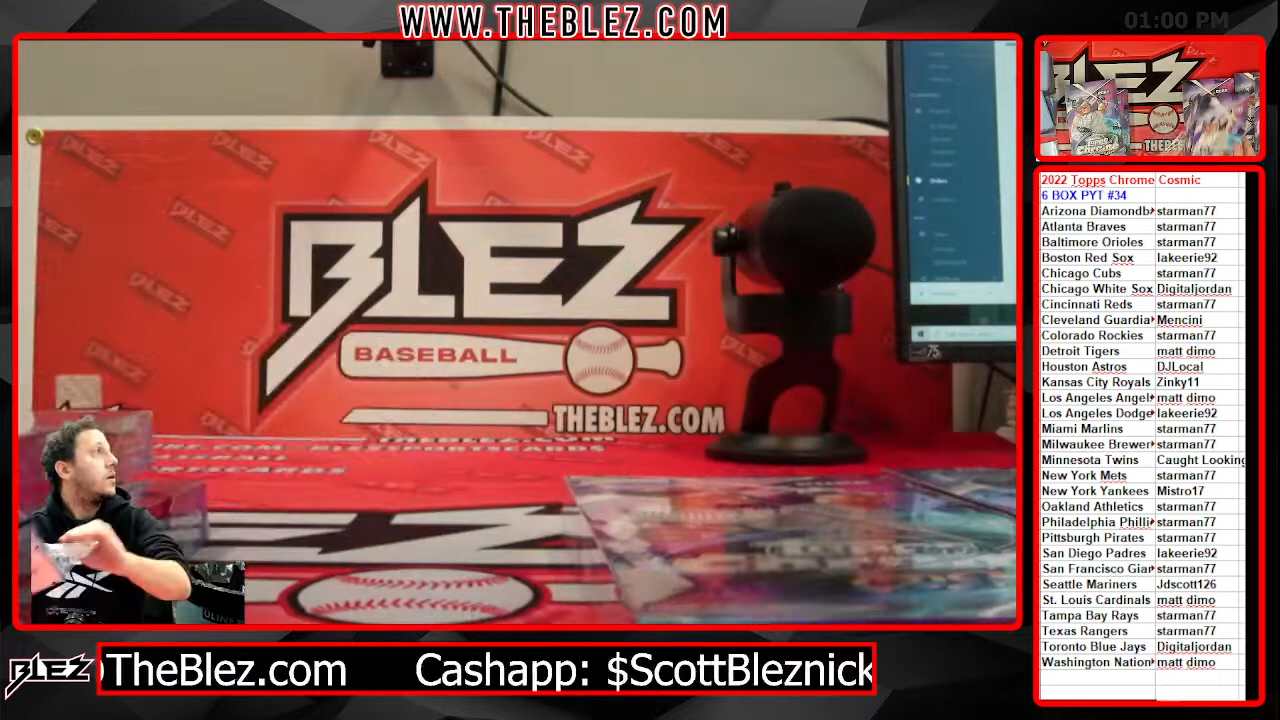 WWW.THEBLEZ.COM
01:00 PM
BLEZ
BASEBALL
THEBLEZ.COM
75
BLEZ
2022 Topps Chrome Cosmic
6 BOX PYT #34
Arizona Diamondb starman77
Atlanta Braves starman77
Baltimore Orioles starman77
Boston Red Sox lakeerie92
Chicago Cubs starman77
Chicago White Sox Digitaljordan
Cincinnati Reds starman77
Cleveland Guardia Mencini
Colorado Rockies starman77
Detroit Tigers matt dimo
Houston Astros DJLocal
Kansas City Royals Zinky11
Los Angeles Angel matt dimo
Los Angeles Dodge lakeerie92
Miami Marlins starman77
Milwaukee Brewer starman77
Minnesota Twins Caught Looking
New York Mets starman77
New York Yankees Mistro17
Oakland Athletics starman77
Philadelphia Philli starman77
Pittsburgh Pirates starman77
San Diego Padres lakeerie92
San Francisco Gian starman77
Seattle Mariners Jdscott126
St. Louis Cardinals matt dimo
Tampa Bay Rays starman77
Texas Rangers starman77
Toronto Blue Jays Digitaljordan
Washington Nation matt dimo
BLEZ
TheBlez.com Cashapp: $ScottBleznick